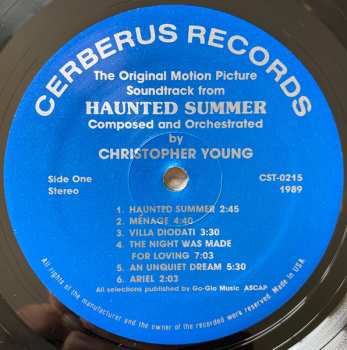 CERBERUS RECORDS
The Original Motion Picture
Soundtrack from
HAUNTED SUMMER
Composed and Orchestrated
by
CHRISTOPHER YOUNG
Side One
Stereo
CST-0215
1989
1. HAUNTED SUMMER 2:45
2. MÉNAGE 4:40
3. VILLA DIODATI 3:30
4. THE NIGHT WAS MADE
FOR LOVING 7:03
5. AN UNQUIET DREAM 5:30
6. ARIEL 2:03
All selections published by Go-Glo Music ASCAP
All rights of the manufacturer and the owner of the recorded work reserved Made in USA